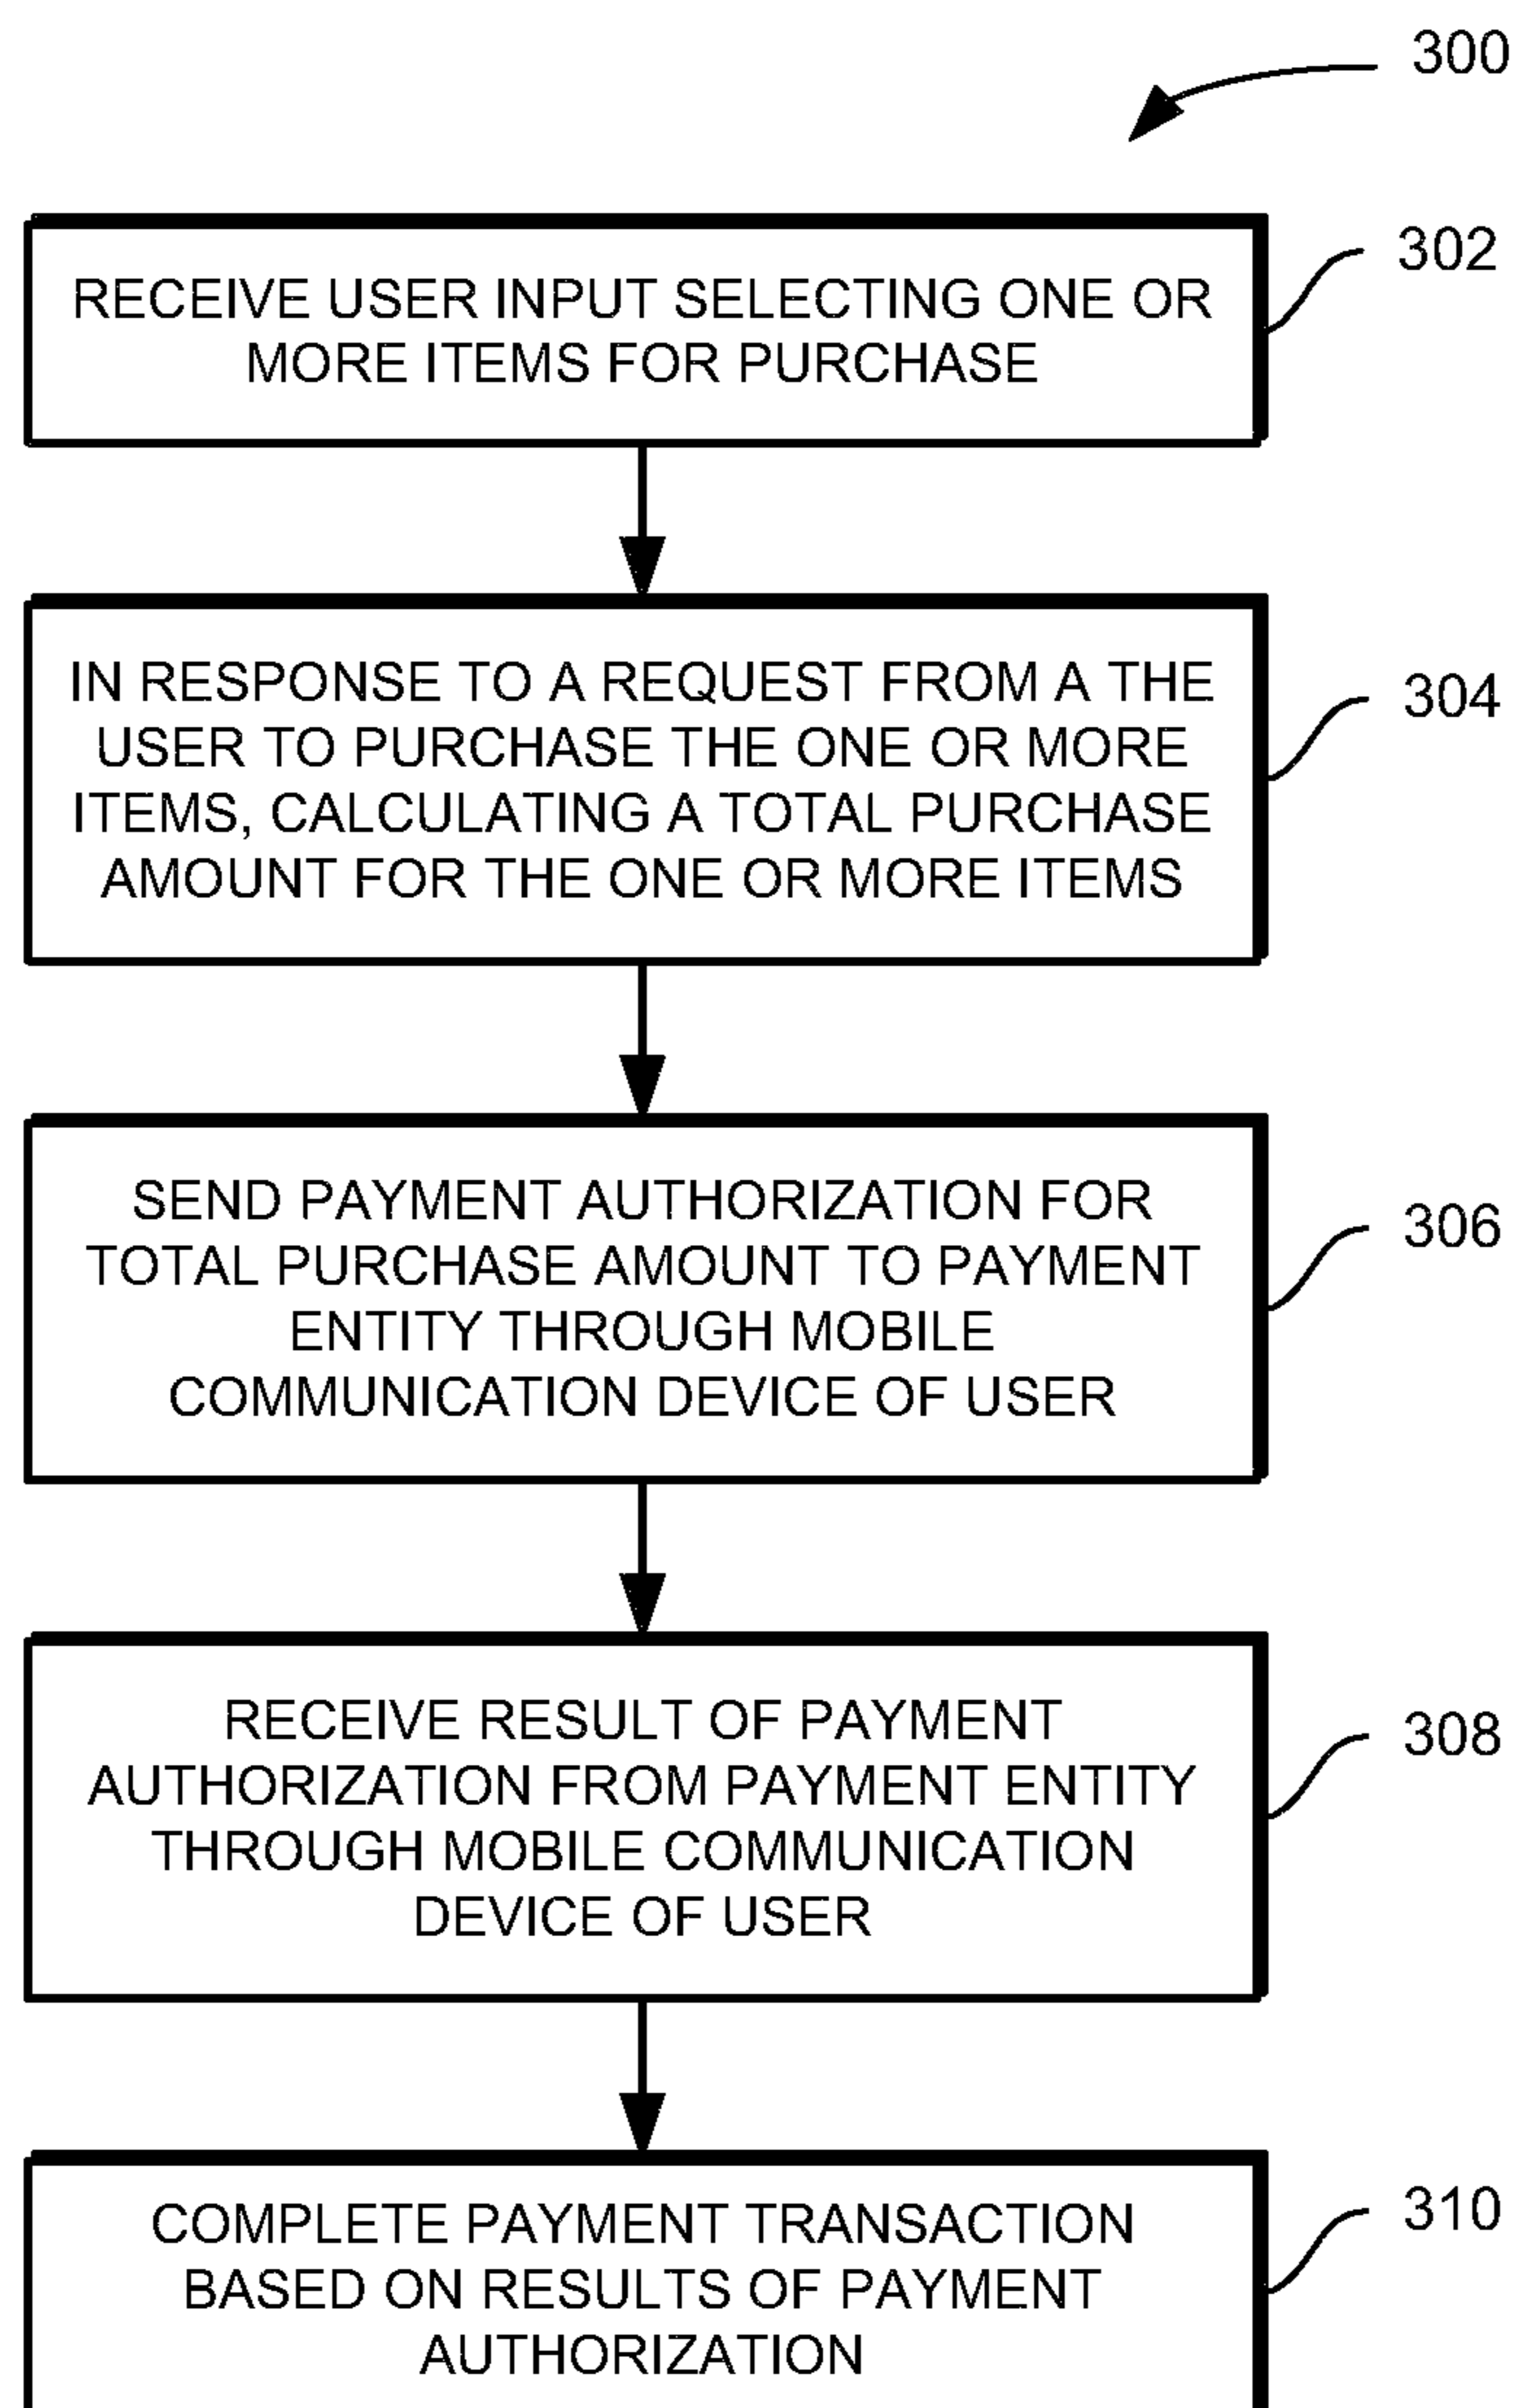 300
RECEIVE USER INPUT SELECTING ONE OR
MORE ITEMS FOR PURCHASE
302
IN RESPONSE TO A REQUEST FROM A THE
USER TO PURCHASE THE ONE OR MORE
ITEMS, CALCULATING A TOTAL PURCHASE
AMOUNT FOR THE ONE OR MORE ITEMS
304
SEND PAYMENT AUTHORIZATION FOR
TOTAL PURCHASE AMOUNT TO PAYMENT
ENTITY THROUGH MOBILE
COMMUNICATION DEVICE OF USER
306
RECEIVE RESULT OF PAYMENT
AUTHORIZATION FROM PAYMENT ENTITY
THROUGH MOBILE COMMUNICATION
DEVICE OF USER
308
COMPLETE PAYMENT TRANSACTION
BASED ON RESULTS OF PAYMENT
AUTHORIZATION
310